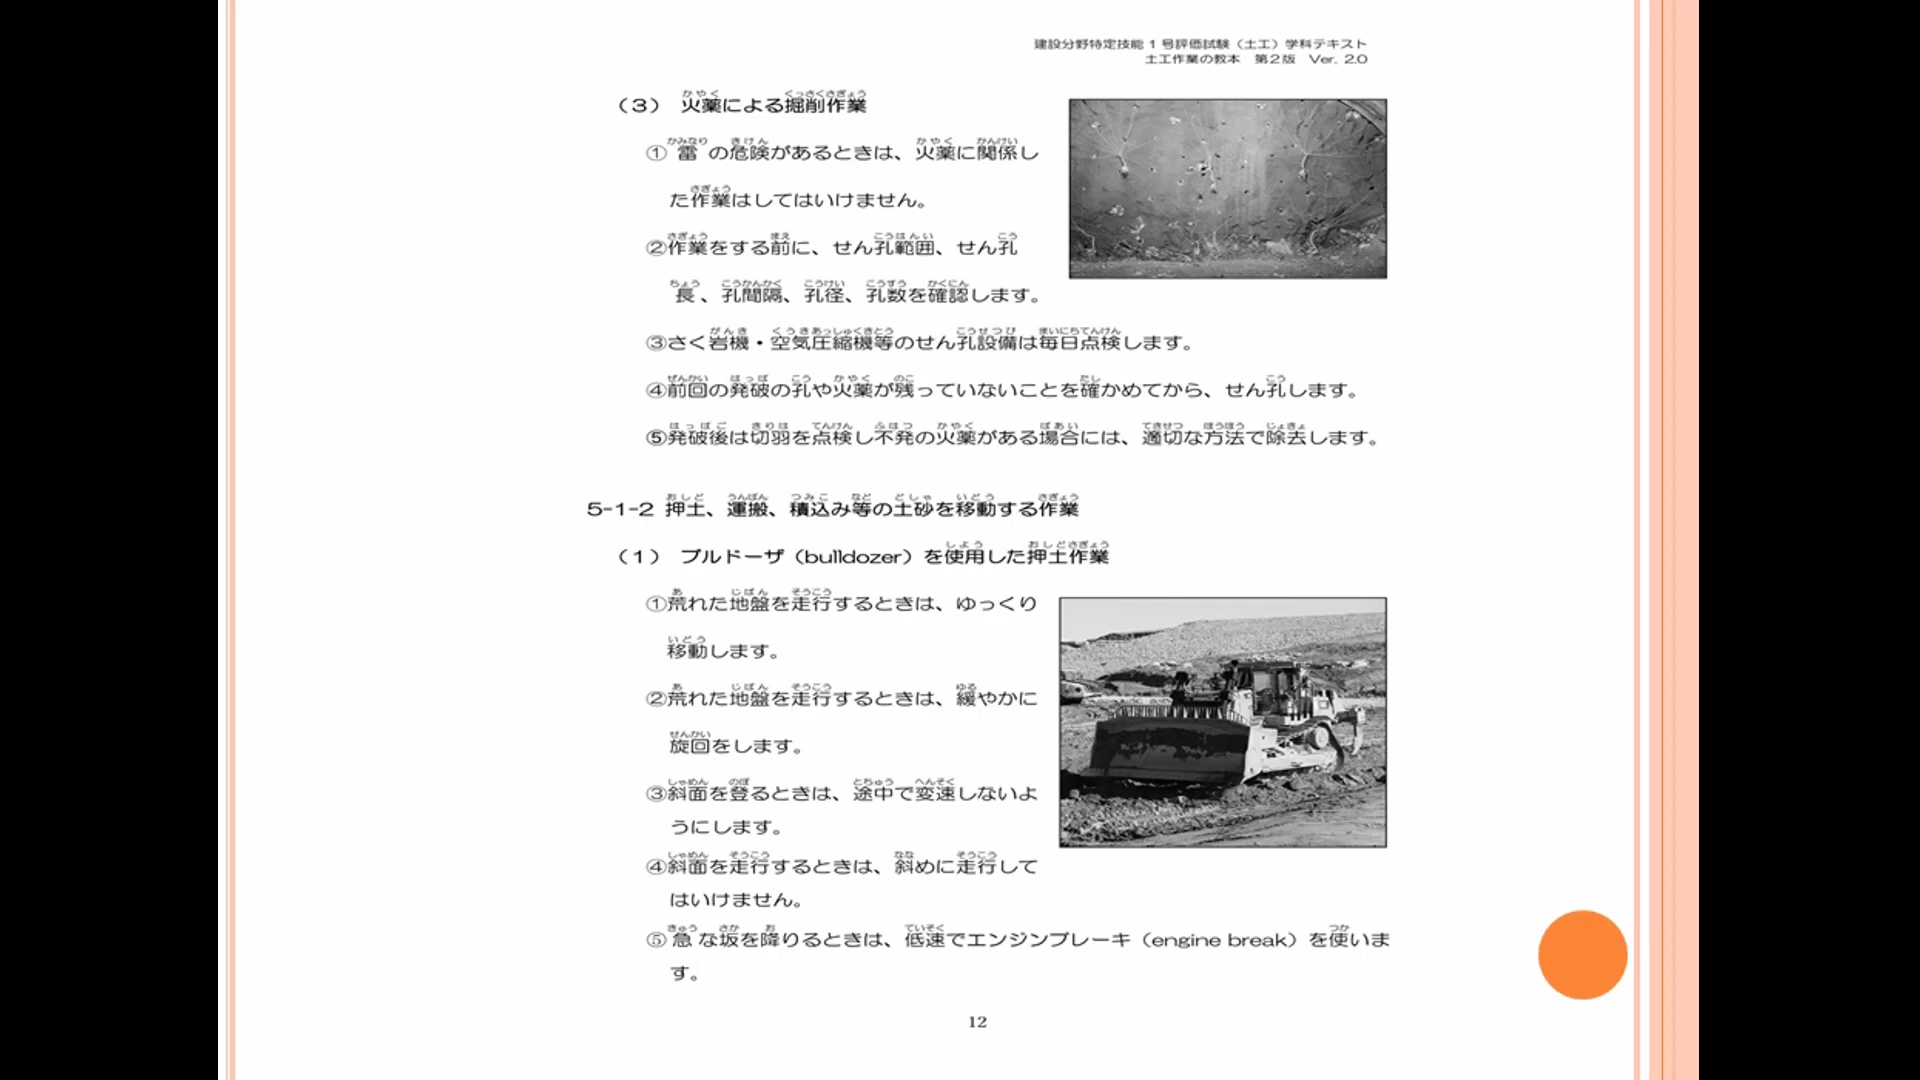 建設分野特定技能1号評価試験（土工）学科テキスト
土工作業の教本　第2版　Ver. 2.0
（3）　火薬による掘削作業
①雷の危険があるときは、火薬に関係し
た作業はしてはいけません。
②作業をする前に、せん孔範囲、せん孔
長、孔間隔、孔径、孔数を確認します。
③さく岩機・空気圧縮機等のせん孔設備は毎日点検します。
④前回の発破の孔や火薬が残っていないことを確かめてから、せん孔します。
⑤発破後は切羽を点検し不発の火薬がある場合には、適切な方法で除去します。
5-1-2 押土、運搬、積込み等の土砂を移動する作業
（1）　ブルドーザ（bulldozer）を使用した押土作業
①荒れた地盤を走行するときは、ゆっくり
移動します。
②荒れた地盤を走行するときは、緩やかに
旋回をします。
③斜面を登るときは、途中で変速しないよ
うにします。
④斜面を走行するときは、斜めに走行して
はいけません。
⑤急な坂を降りるときは、低速でエンジンブレーキ（engine break）を使いま
す。
12